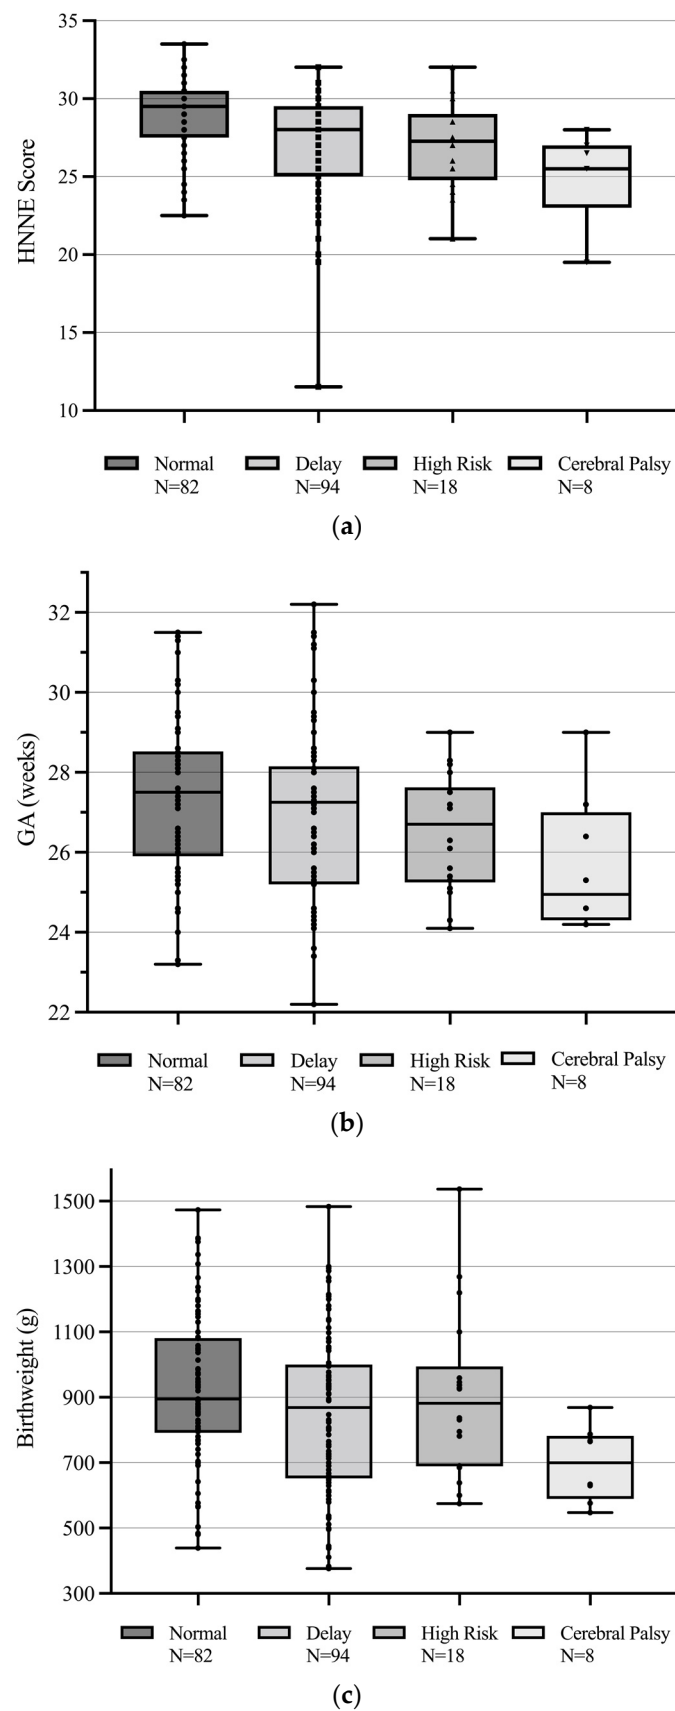 35
30
25
20
15
10
HNNE Score
Normal Delay High Risk Cerebral Palsy
N=82 N=94 N=18 N=8
(a)
32
30
28
26
24
22
GA (weeks)
Normal Delay High Risk Cerebral Palsy
N=82 N=94 N=18 N=8
(b)
1500
1300
1100
900
700
500
300
Birthweight (g)
Normal Delay High Risk Cerebral Palsy
N=82 N=94 N=18 N=8
(c)